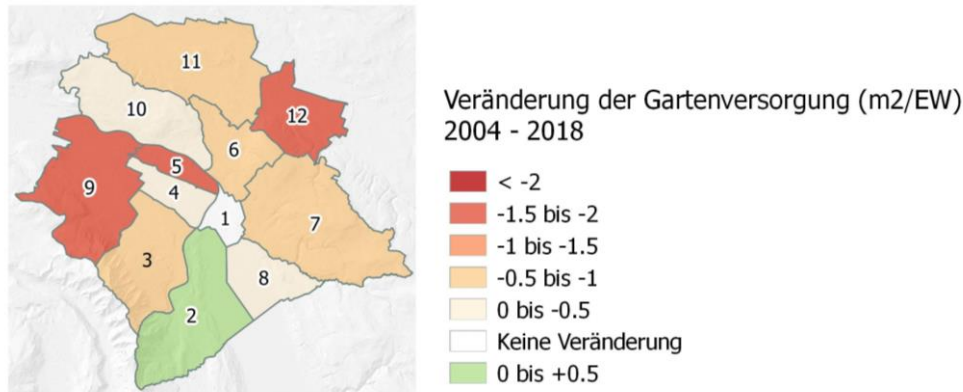 11
10
12
6
5
9
4
1
7
3
8
2
Veränderung der Gartenversorgung (m2/EW)
2004 - 2018
< -2
-1.5 bis -2
-1 bis -1.5
-0.5 bis -1
0 bis -0.5
Keine Veränderung
0 bis +0.5